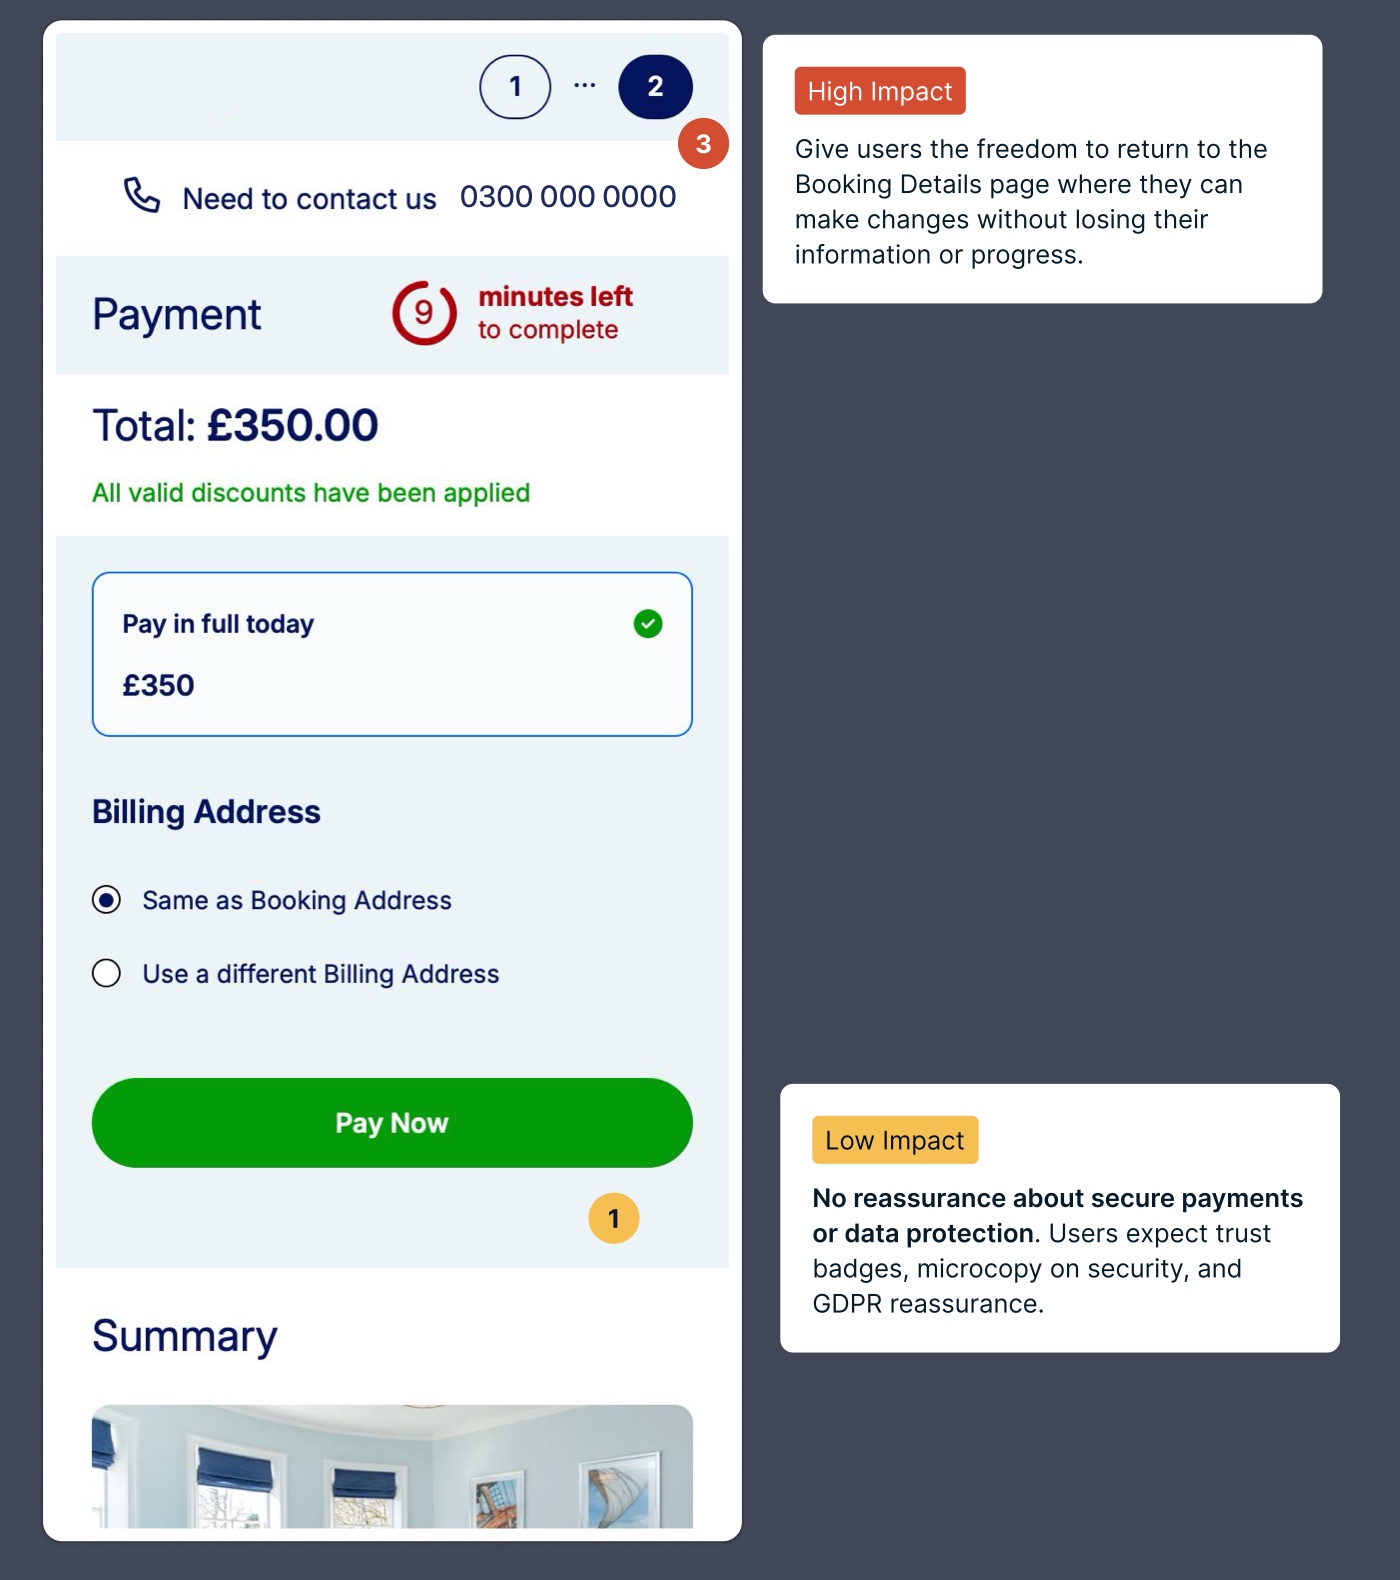 1 ... 2
3
Need to contact us 0300 000 0000
Payment
9
minutes left
to complete
Total: £350.00
All valid discounts have been applied
Pay in full today
£350
Billing Address
Same as Booking Address
Use a different Billing Address
Pay Now
1
Summary
High Impact
Give users the freedom to return to the
Booking Details page where they can
make changes without losing their
information or progress.
Low Impact
No reassurance about secure payments
or data protection. Users expect trust
badges, microcopy on security, and
GDPR reassurance.